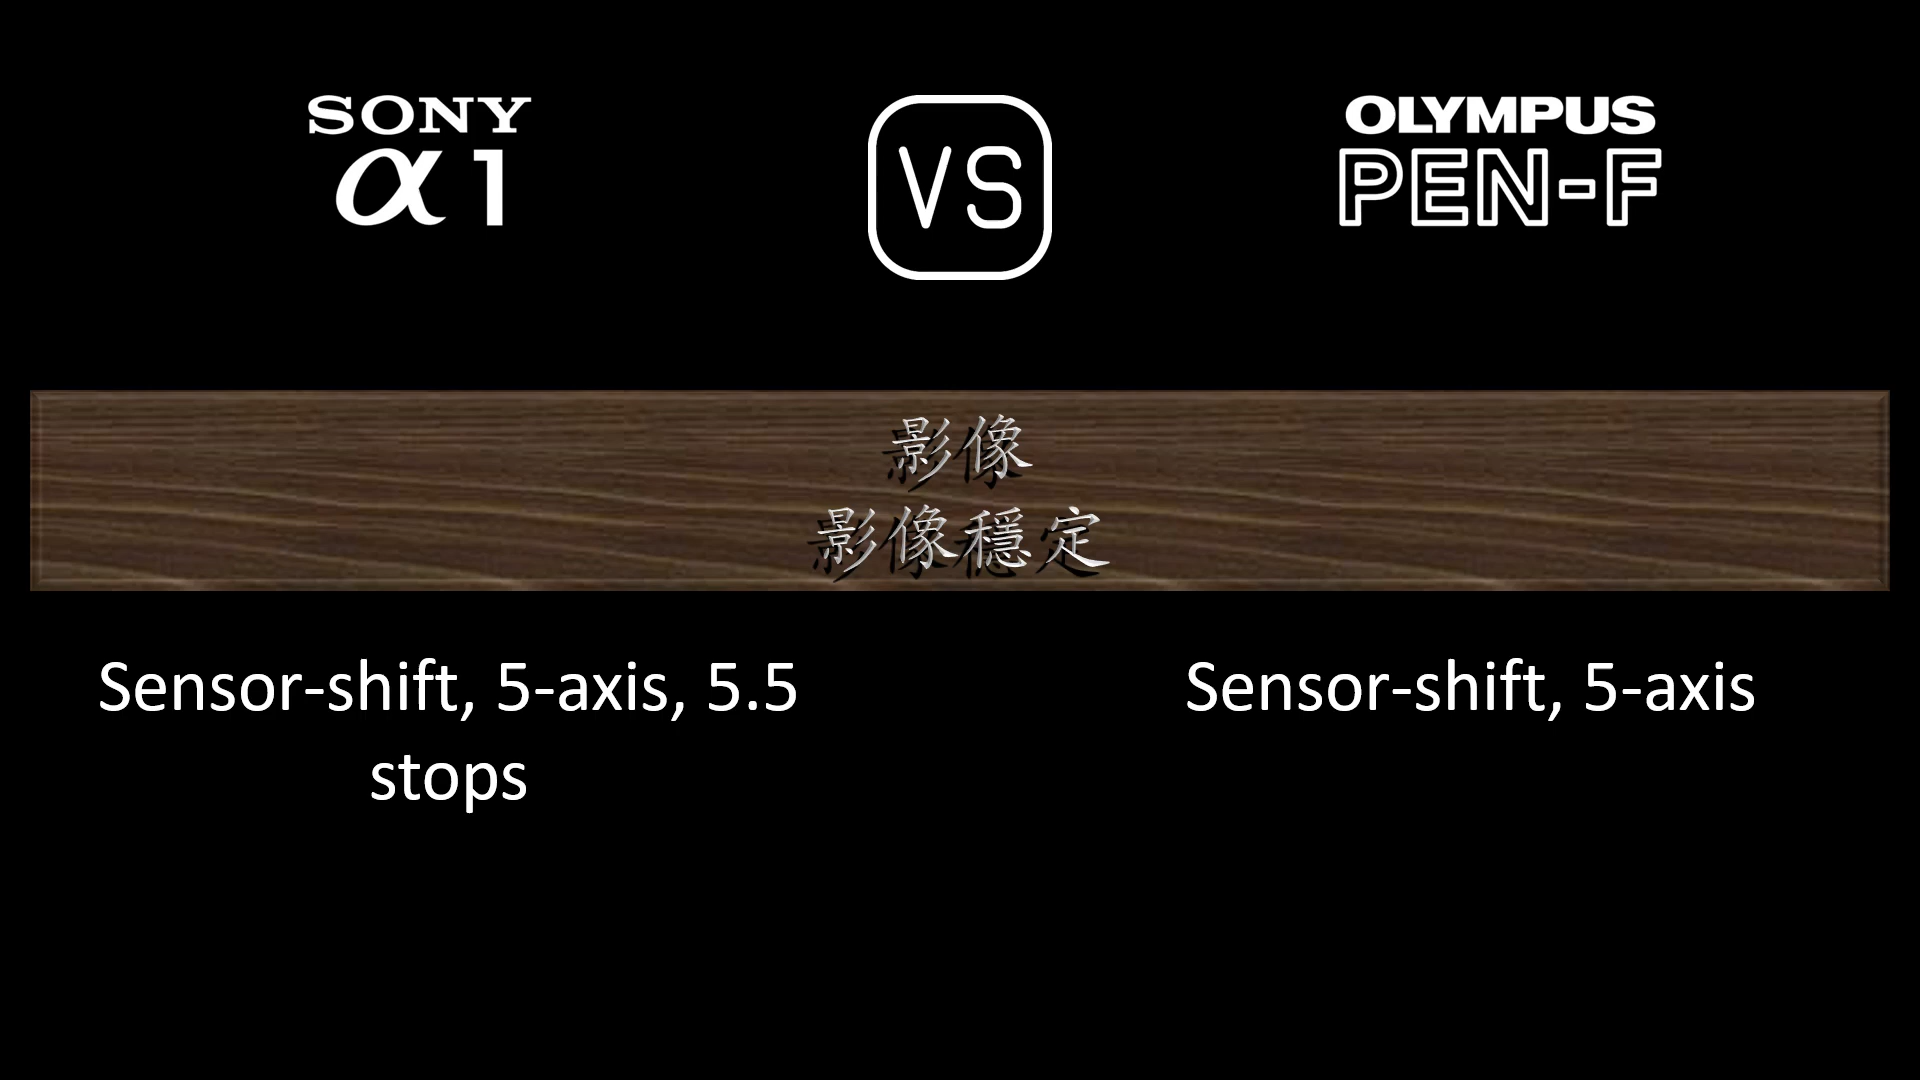 SONY
α1
VS
OLYMPUS
PEN-F
影像
影像穩定
Sensor-shift, 5-axis, 5.5
stops
Sensor-shift, 5-axis